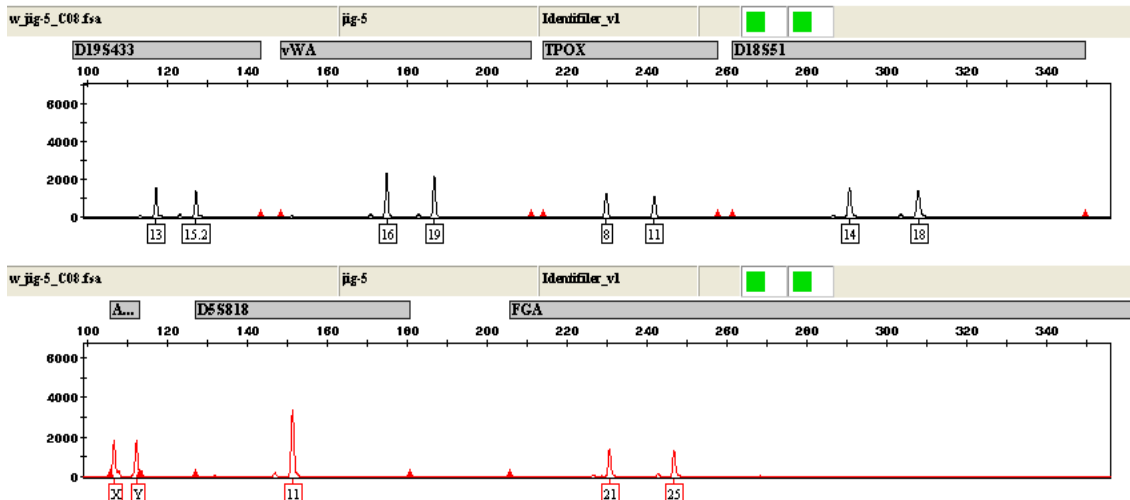 w_jig-5_C08.fsa jig-5 Identifiler_v1
D19S433 vWA TPOX D18S51
100 120 140 160 180 200 220 240 260 280 300 320 340
6000
4000
2000
0
13 15.2 16 19 8 11 14 18
w_jig-5_C08.fsa jig-5 Identifiler_v1
A... D5S818 FGA
100 120 140 160 180 200 220 240 260 280 300 320 340
6000
4000
2000
0
X Y 11 21 25